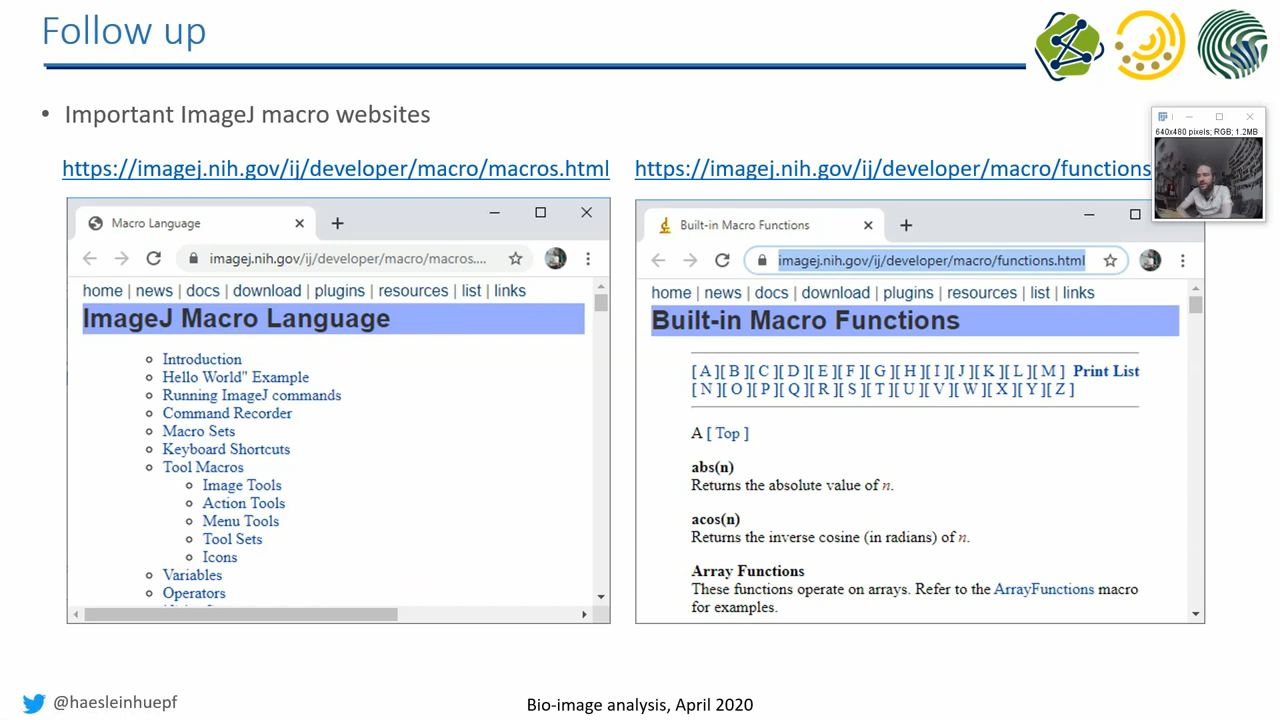 Follow up
• Important ImageJ macro websites
640x480 pixels; RGB; 1.2MB
https://imagej.nih.gov/ij/developer/macro/macros.html
https://imagej.nih.gov/ij/developer/macro/functions
Macro Language
imagej.nih.gov/ij/developer/macro/macros....
home | news | docs | download | plugins | resources | list | links
ImageJ Macro Language
Introduction
Hello World" Example
Running ImageJ commands
Command Recorder
Macro Sets
Keyboard Shortcuts
Tool Macros
Image Tools
Action Tools
Menu Tools
Tool Sets
Icons
Variables
Operators
Built-in Macro Functions
imagej.nih.gov/ij/developer/macro/functions.html
home | news | docs | download | plugins | resources | list | links
Built-in Macro Functions
[ A ][ B ][ C ][ D ][ E ][ F ][ G ][ H ][ I ][ J ][ K ][ L ][ M ] Print List
[ N ][ O ][ P ][ Q ][ R ][ S ][ T ][ U ][ V ][ W ][ X ][ Y ][ Z ]
A [ Top ]
abs(n)
Returns the absolute value of n.
acos(n)
Returns the inverse cosine (in radians) of n.
Array Functions
These functions operate on arrays. Refer to the ArrayFunctions macro
for examples.
@haesleinhuepf
Bio-image analysis, April 2020